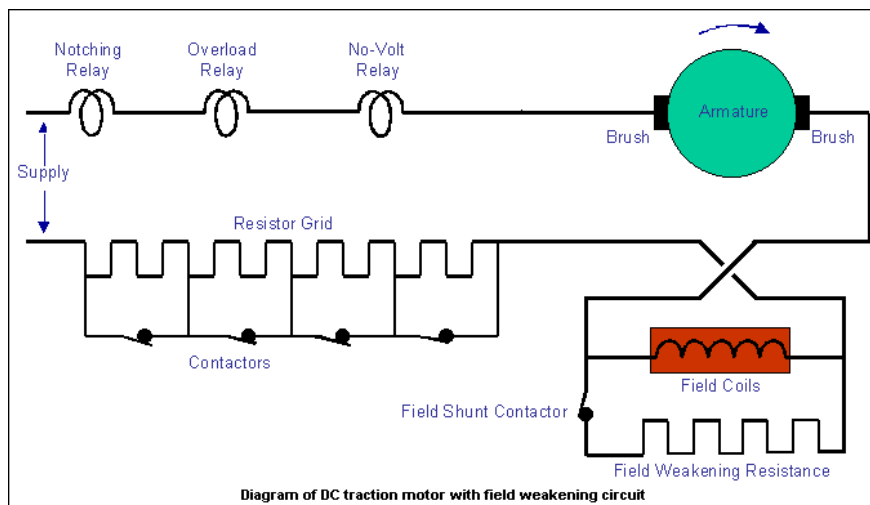 Notching
Relay
Overload
Relay
No-Volt
Relay
Armature
Brush
Brush
Supply
Resistor Grid
Contactors
Field Coils
Field Shunt Contactor
Field Weakening Resistance
Diagram of DC traction motor with field weakening circuit